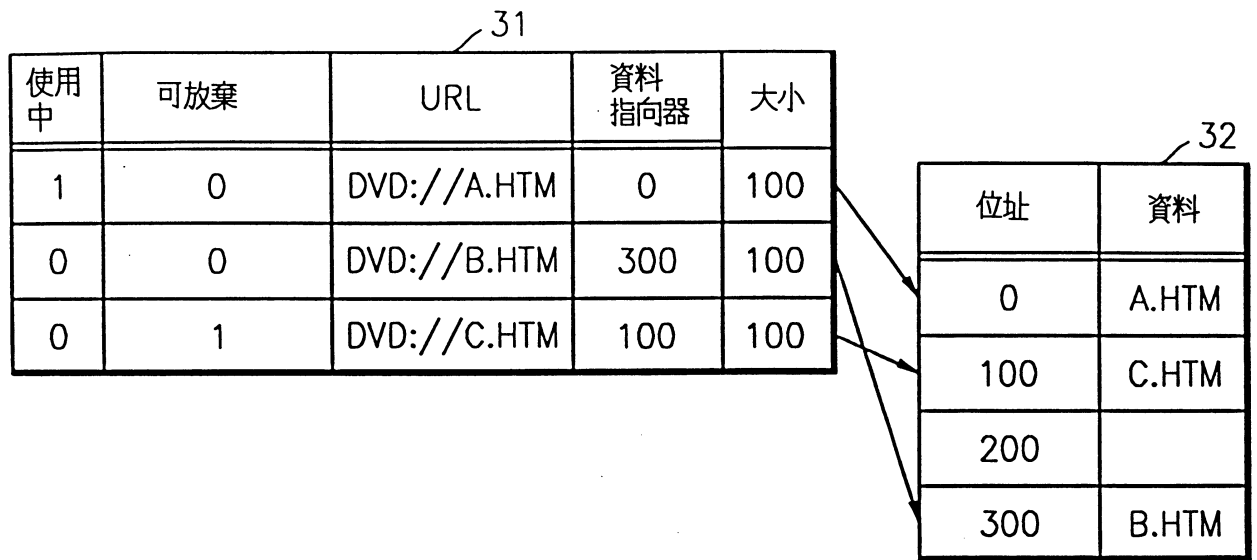 31
使用中 可放棄 URL 資料指向器 大小
1 0 DVD://A.HTM 0 100
0 0 DVD://B.HTM 300 100
0 1 DVD://C.HTM 100 100
32
位址 資料
0 A.HTM
100 C.HTM
200
300 B.HTM